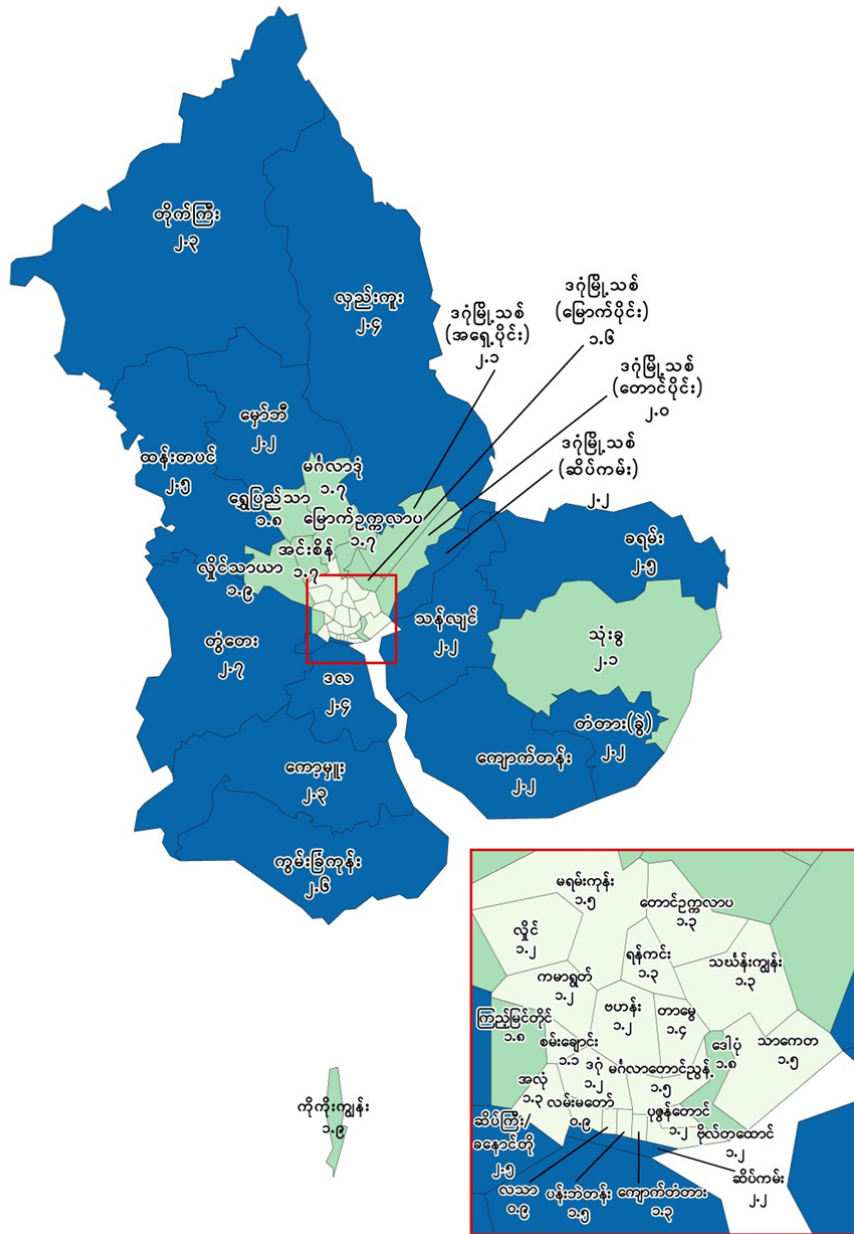 တိုက်ကြီး
၂.၃
လှည်းကူး
၂.၄
ဒဂုံမြို့သစ်
(အရှေ့ပိုင်း)
၂.၁
ဒဂုံမြို့သစ်
(မြောက်ပိုင်း)
၁.၆
ဒဂုံမြို့သစ်
(တောင်ပိုင်း)
၂.၀
ဒဂုံမြို့သစ်
(ဆိပ်ကမ်း)
၂.၂
မှော်ဘီ
၂.၂
ထန်းတပင်
၂.၅
မင်္ဂလာဒုံ
၁.၇
ရွှေပြည်သာ
၁.၈
မြောက်ဥက္ကလာပ
၁.၇
အင်းစိန်
၁.၇
လှိုင်သာယာ
၁.၉
ခရမ်း
၂.၅
သုံးခွ
၂.၁
သန်လျင်
၂.၂
တွံတေး
၂.၇
ဒလ
၂.၄
တံတား(ခွဲ)
၂.၂
ကျောက်တန်း
၂.၂
ကော့မှူး
၂.၃
ကွမ်းခြံကုန်း
၂.၆
ကိုကိုးကျွန်း
၁.၉
မရမ်းကုန်း
၁.၅
တောင်ဥက္ကလာပ
၁.၃
လှိုင်
၁.၂
ရန်ကင်း
၁.၃
သင်္ဃန်းကျွန်း
၁.၃
ကမာရွတ်
၁.၂
ဗဟန်း
၁.၂
တာမွေ
၁.၄
ကြည့်မြင်တိုင်
၁.၈
စမ်းချောင်း
၁.၁
ဒေါပုံ
၁.၈
သာကေတ
၁.၅
ဒဂုံ
၁.၂
မင်္ဂလာတောင်ညွန့်
၁.၅
အလုံ
၁.၃
လမ်းမတော်
၀.၉
ပုဇွန်တောင်
၁.၂
ဗိုလ်တထောင်
၁.၂
ဆိပ်ကြီး/
ခနောင်တို
၂.၅
လသာ
၀.၉
ပန်းဘဲတန်း
၁.၅
ကျောက်တံတား
၁.၃
ဆိပ်ကမ်း
၂.၂